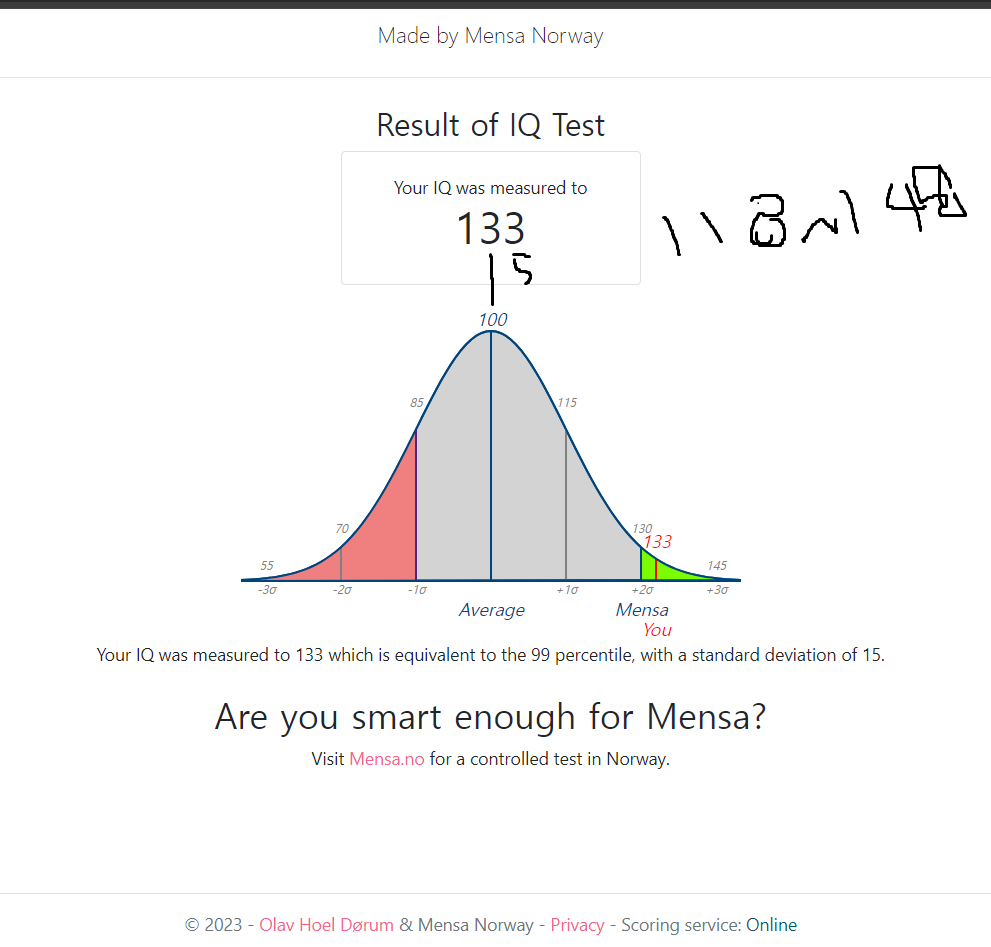 Made by Mensa Norway
Result of IQ Test
Your IQ was measured to
133
15
100
85
115
70
130
133
55
145
-3σ -2σ -1σ +1σ +2σ +3σ
Average Mensa
You
Your IQ was measured to 133 which is equivalent to the 99 percentile, with a standard deviation of 15.
Are you smart enough for Mensa?
Visit Mensa.no for a controlled test in Norway.
© 2023 - Olav Hoel Dørum & Mensa Norway - Privacy - Scoring service: Online